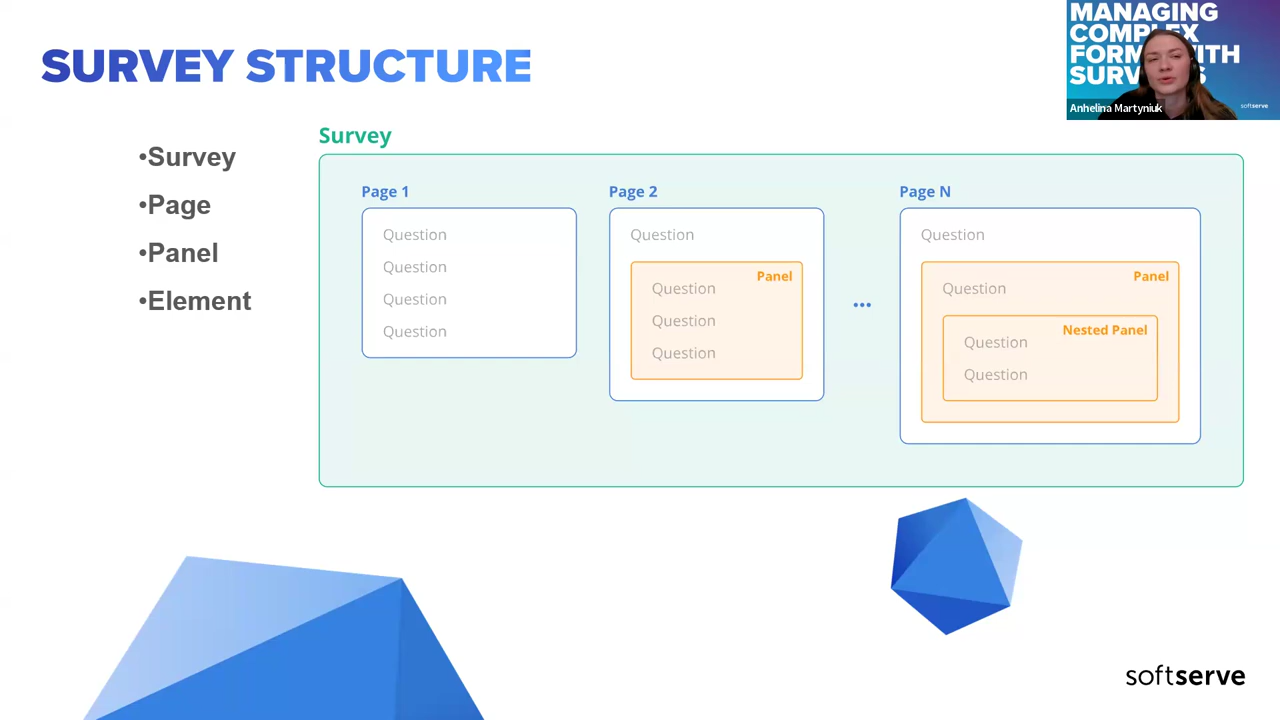 SURVEY STRUCTURE
MANAGING
COMPLEX
FORM ITH
SURV S
Anhelina Martyniuk
softserve
•Survey
•Page
•Panel
•Element
Survey
Page 1
Question
Question
Question
Question
Page 2
Question
Panel
Question
Question
Question
...
Page N
Question
Panel
Question
Nested Panel
Question
Question
softserve